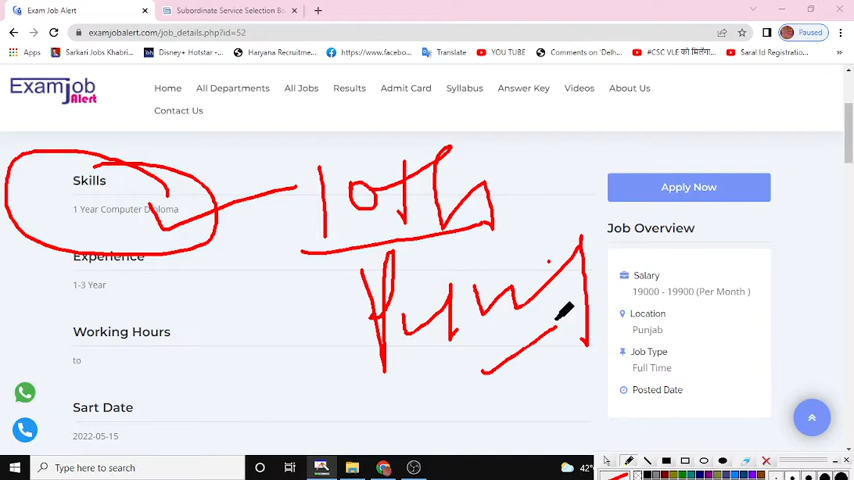 Exam Job Alert
Subordinate Service Selection Bo
examjobalert.com/job_details.php?id=52
Paused
Apps
Sarkari Jobs Khabri...
Disney+ Hotstar -...
Haryana Recruitment...
https://www.facebo...
Translate
YOU TUBE
Comments on 'Delh...
#CSC VLE को मिलेंगा...
Saral Id Registratio...
Examjob
Alert
Home
All Departments
All Jobs
Results
Admit Card
Syllabus
Answer Key
Videos
About Us
Contact Us
Skills
1 Year Computer Diploma
10th
Apply Now
Job Overview
Experience
1-3 Year
Salary
19000 - 19900 (Per Month )
Location
Punjab
Working Hours
to
Job Type
Full Time
Posted Date
Sart Date
2022-05-15
Type here to search
42°